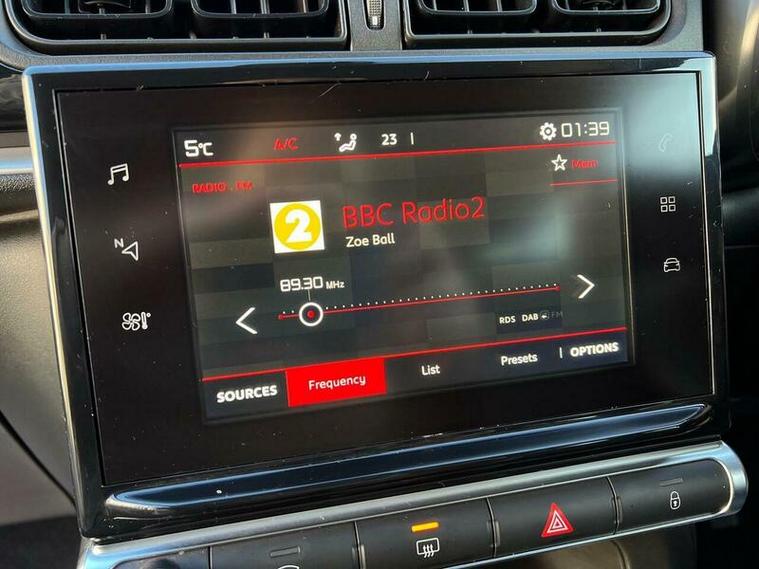 5°C A/C 23 01:39
Mem
RADIO . FM
2 BBC Radio2
Zoe Ball
N
89.30 MHz
RDS DAB FM
SOURCES Frequency List Presets OPTIONS